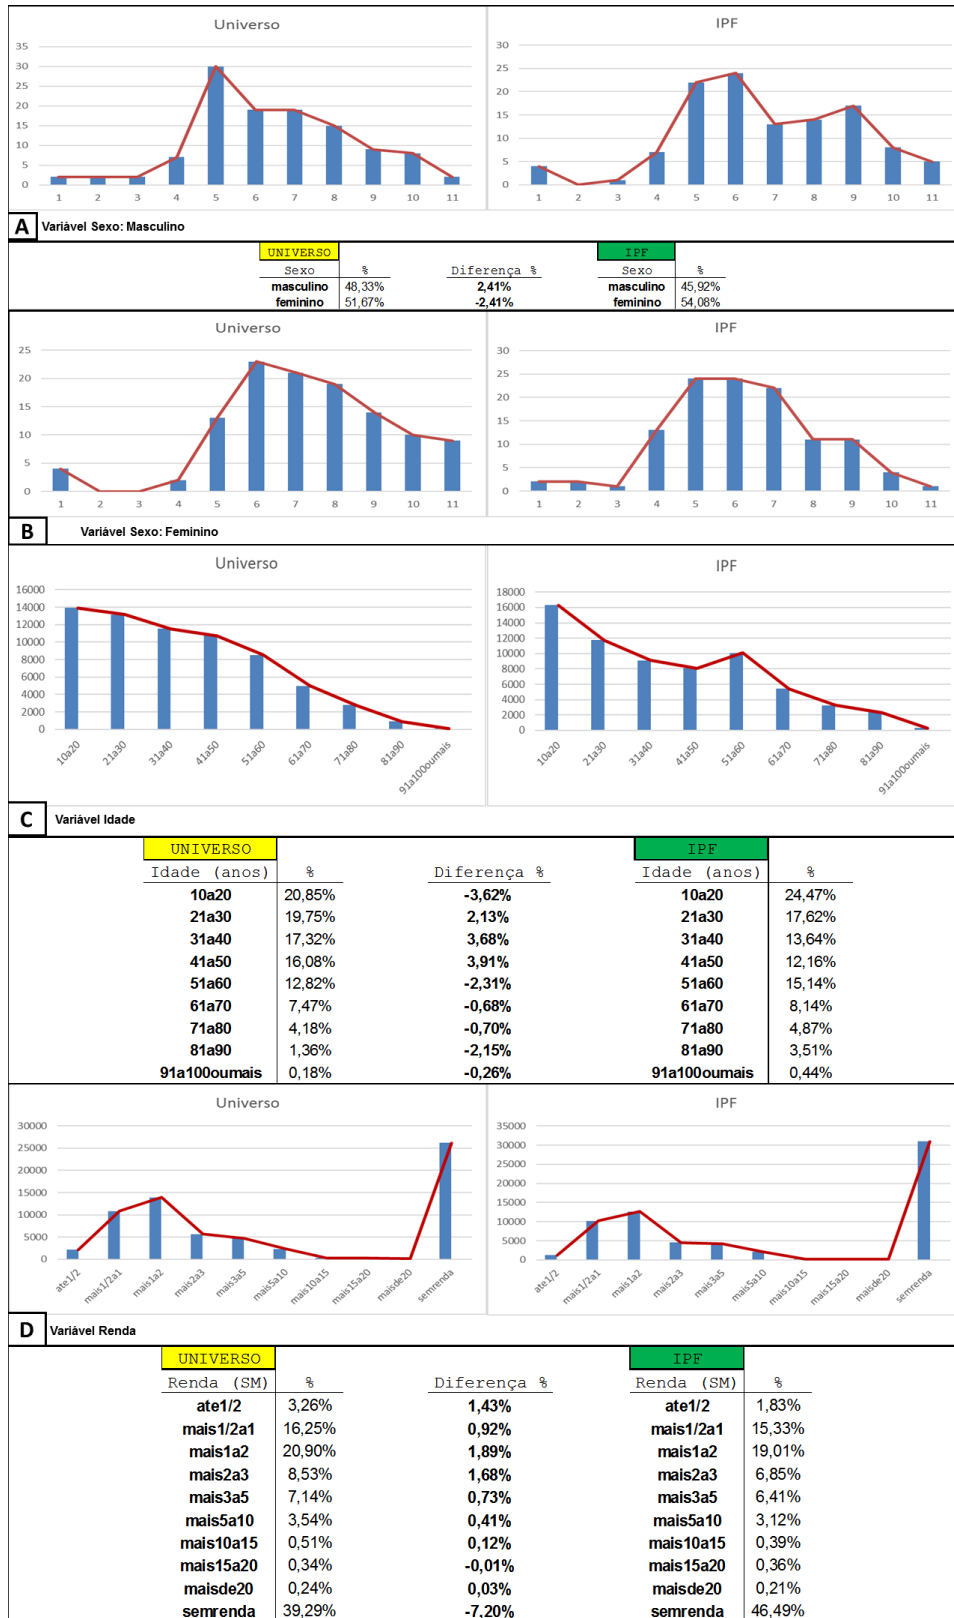 Universo
IPF
35
30
25
20
15
10
5
0
1 2 3 4 5 6 7 8 9 10 11
30
25
20
15
10
5
0
1 2 3 4 5 6 7 8 9 10 11
A Variável Sexo: Masculino
UNIVERSO IPF
Sexo % Diferença % Sexo %
masculino 48,33% 2,41% masculino 45,92%
feminino 51,67% -2,41% feminino 54,08%
Universo
IPF
25
20
15
10
5
0
1 2 3 4 5 6 7 8 9 10 11
30
25
20
15
10
5
0
1 2 3 4 5 6 7 8 9 10 11
B Variável Sexo: Feminino
Universo
IPF
16000
14000
12000
10000
8000
6000
4000
2000
0
10a20 21a30 31a40 41a50 51a60 61a70 71a80 81a90 91a100oumais
18000
16000
14000
12000
10000
8000
6000
4000
2000
0
10a20 21a30 31a40 41a50 51a60 61a70 71a80 81a90 91a100oumais
C Variável Idade
UNIVERSO IPF
Idade (anos) % Diferença % Idade (anos) %
10a20 20,85% -3,62% 10a20 24,47%
21a30 19,75% 2,13% 21a30 17,62%
31a40 17,32% 3,68% 31a40 13,64%
41a50 16,08% 3,91% 41a50 12,16%
51a60 12,82% -2,31% 51a60 15,14%
61a70 7,47% -0,68% 61a70 8,14%
71a80 4,18% -0,70% 71a80 4,87%
81a90 1,36% -2,15% 81a90 3,51%
91a100oumais 0,18% -0,26% 91a100oumais 0,44%
Universo
IPF
30000
25000
20000
15000
10000
5000
0
ate1/2 mais1/2a1 mais1a2 mais2a3 mais3a5 mais5a10 mais10a15 mais15a20 maisde20 semrenda
35000
30000
25000
20000
15000
10000
5000
0
ate1/2 mais1/2a1 mais1a2 mais2a3 mais3a5 mais5a10 mais10a15 mais15a20 maisde20 semrenda
D Variável Renda
UNIVERSO IPF
Renda (SM) % Diferença % Renda (SM) %
ate1/2 3,26% 1,43% ate1/2 1,83%
mais1/2a1 16,25% 0,92% mais1/2a1 15,33%
mais1a2 20,90% 1,89% mais1a2 19,01%
mais2a3 8,53% 1,68% mais2a3 6,85%
mais3a5 7,14% 0,73% mais3a5 6,41%
mais5a10 3,54% 0,41% mais5a10 3,12%
mais10a15 0,51% 0,12% mais10a15 0,39%
mais15a20 0,34% -0,01% mais15a20 0,36%
maisde20 0,24% 0,03% maisde20 0,21%
semrenda 39,29% -7,20% semrenda 46,49%